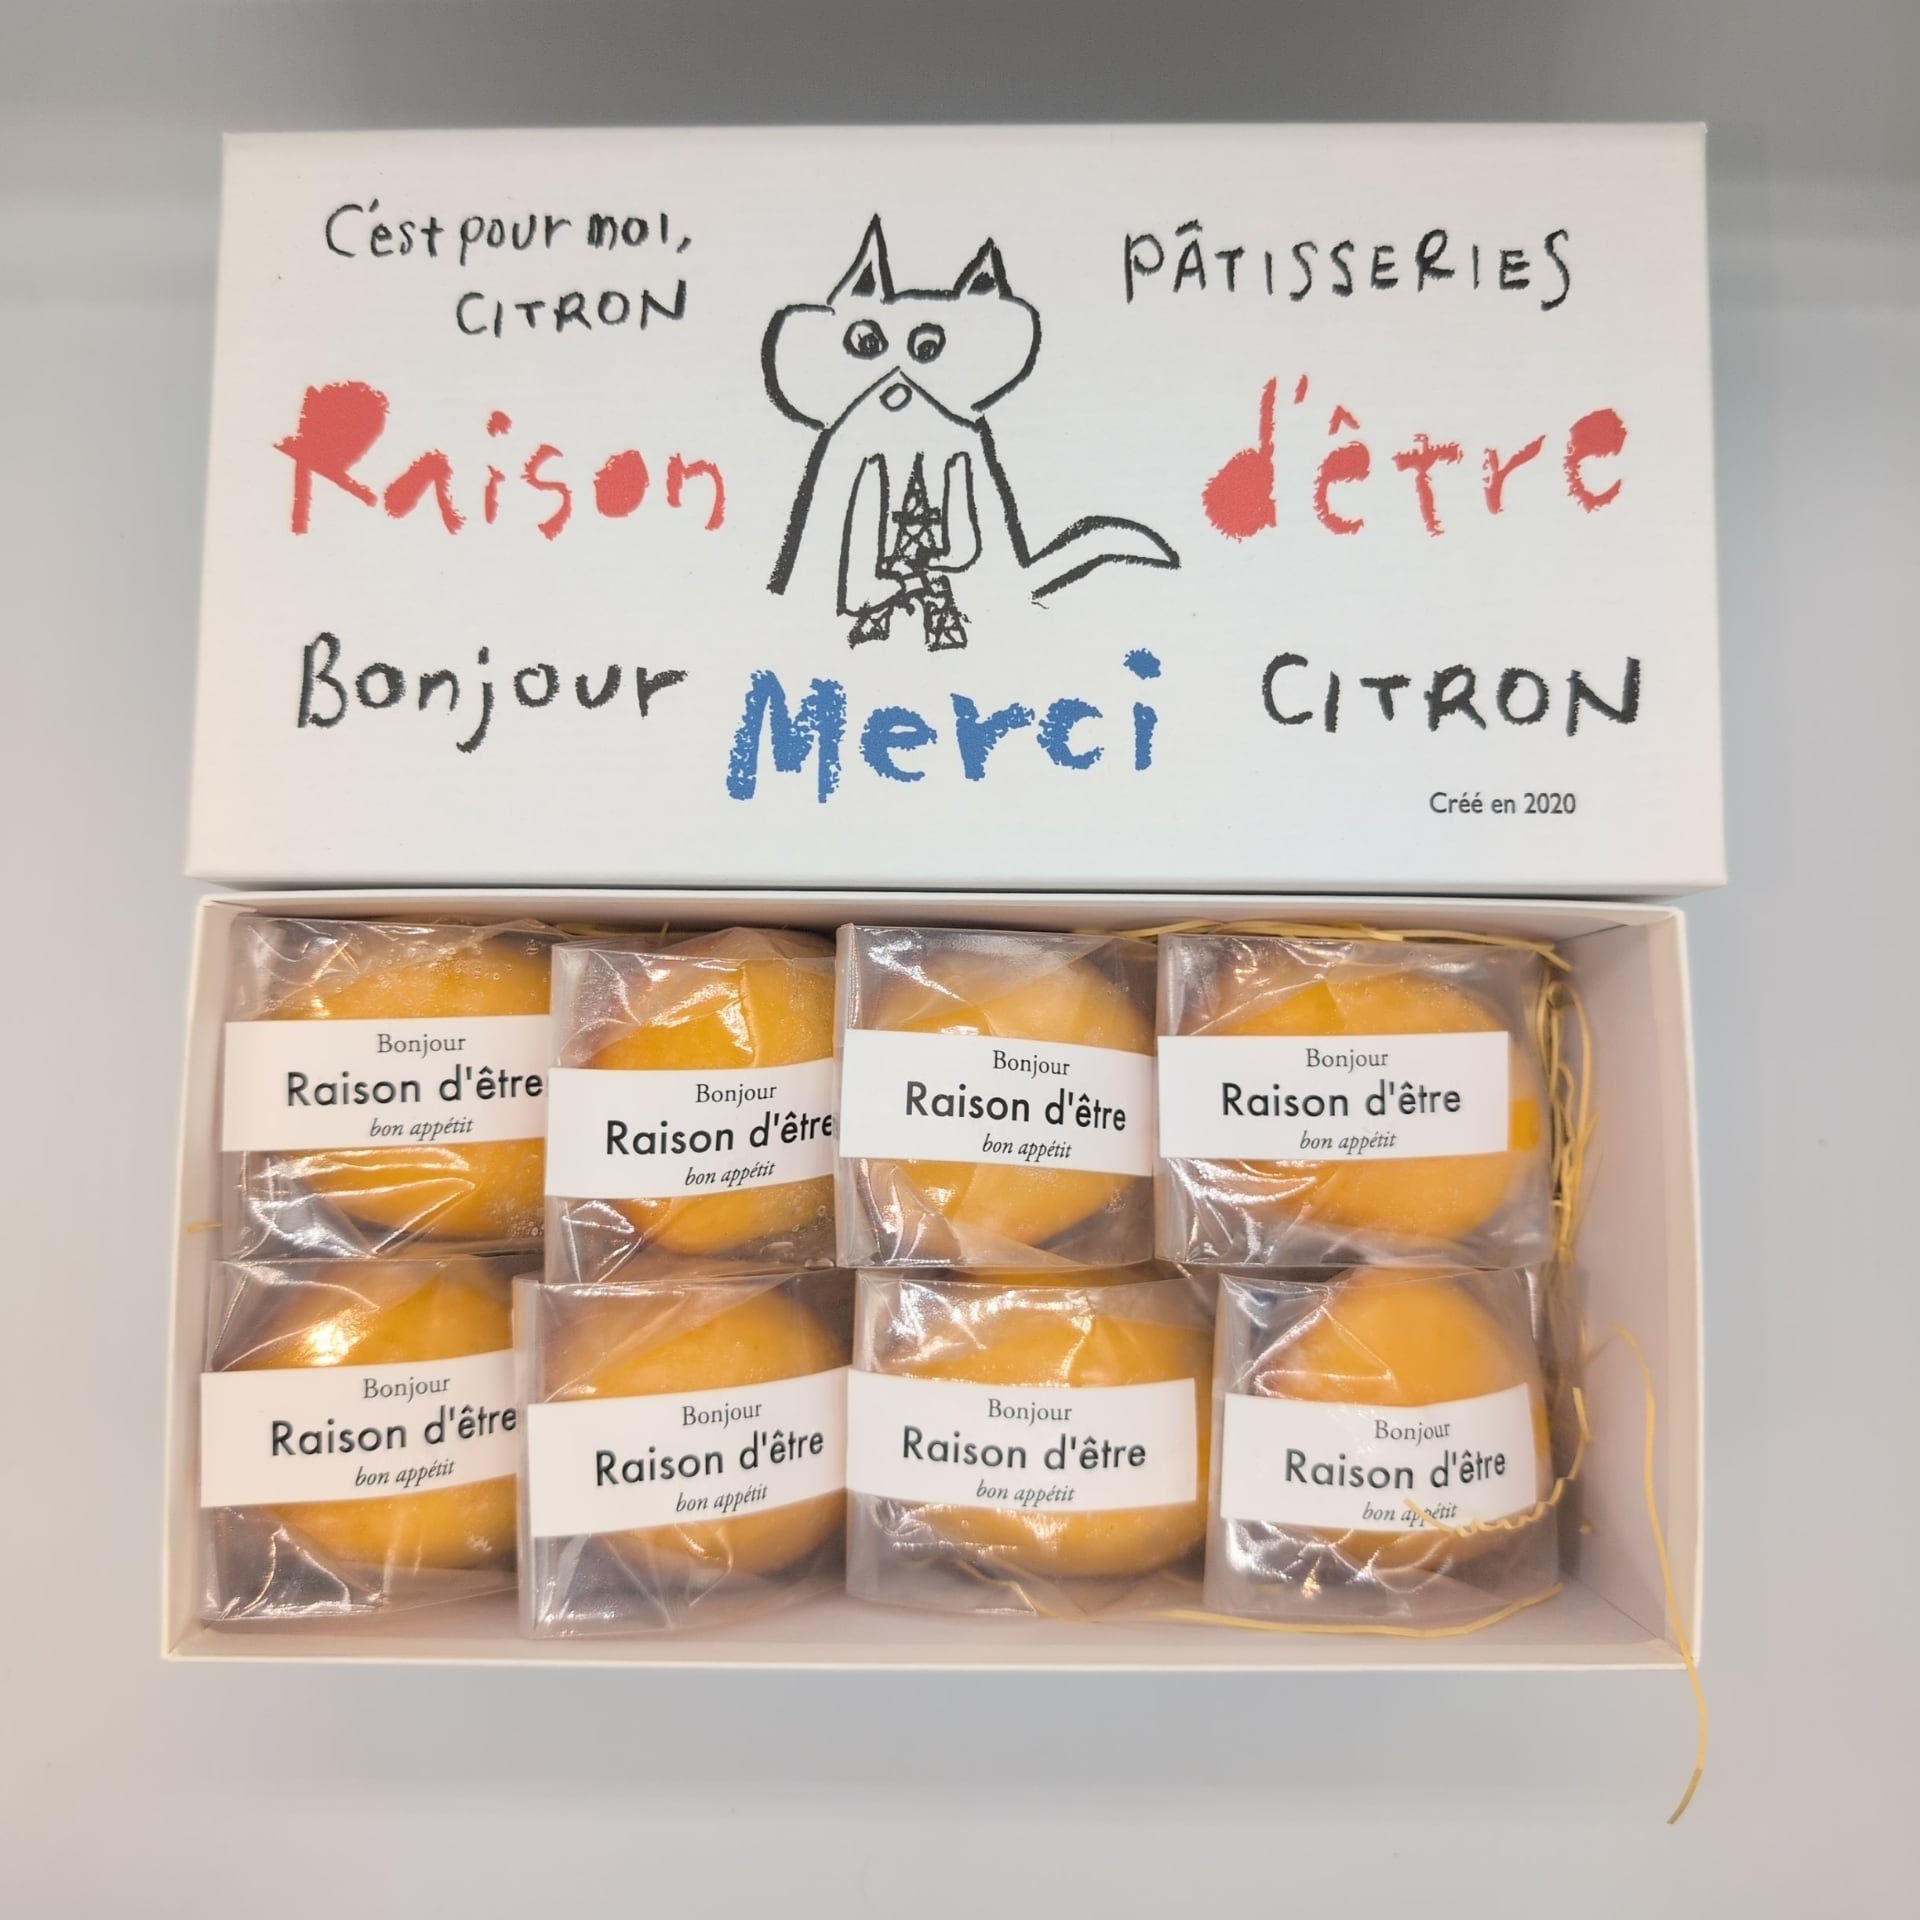 C'est pour moi,
CITRON
PÂTISSERIES
Raison d'être
Bonjour
Merci
CITRON
Créé en 2020
Bonjour
Raison d'être
bon appétit
Bonjour
Raison d'être
bon appétit
Bonjour
Raison d'être
bon appétit
Bonjour
Raison d'être
bon appétit
Bonjour
Raison d'être
bon appétit
Bonjour
Raison d'être
bon appétit
Bonjour
Raison d'être
bon appétit
Bonjour
Raison d'être
bon appétit